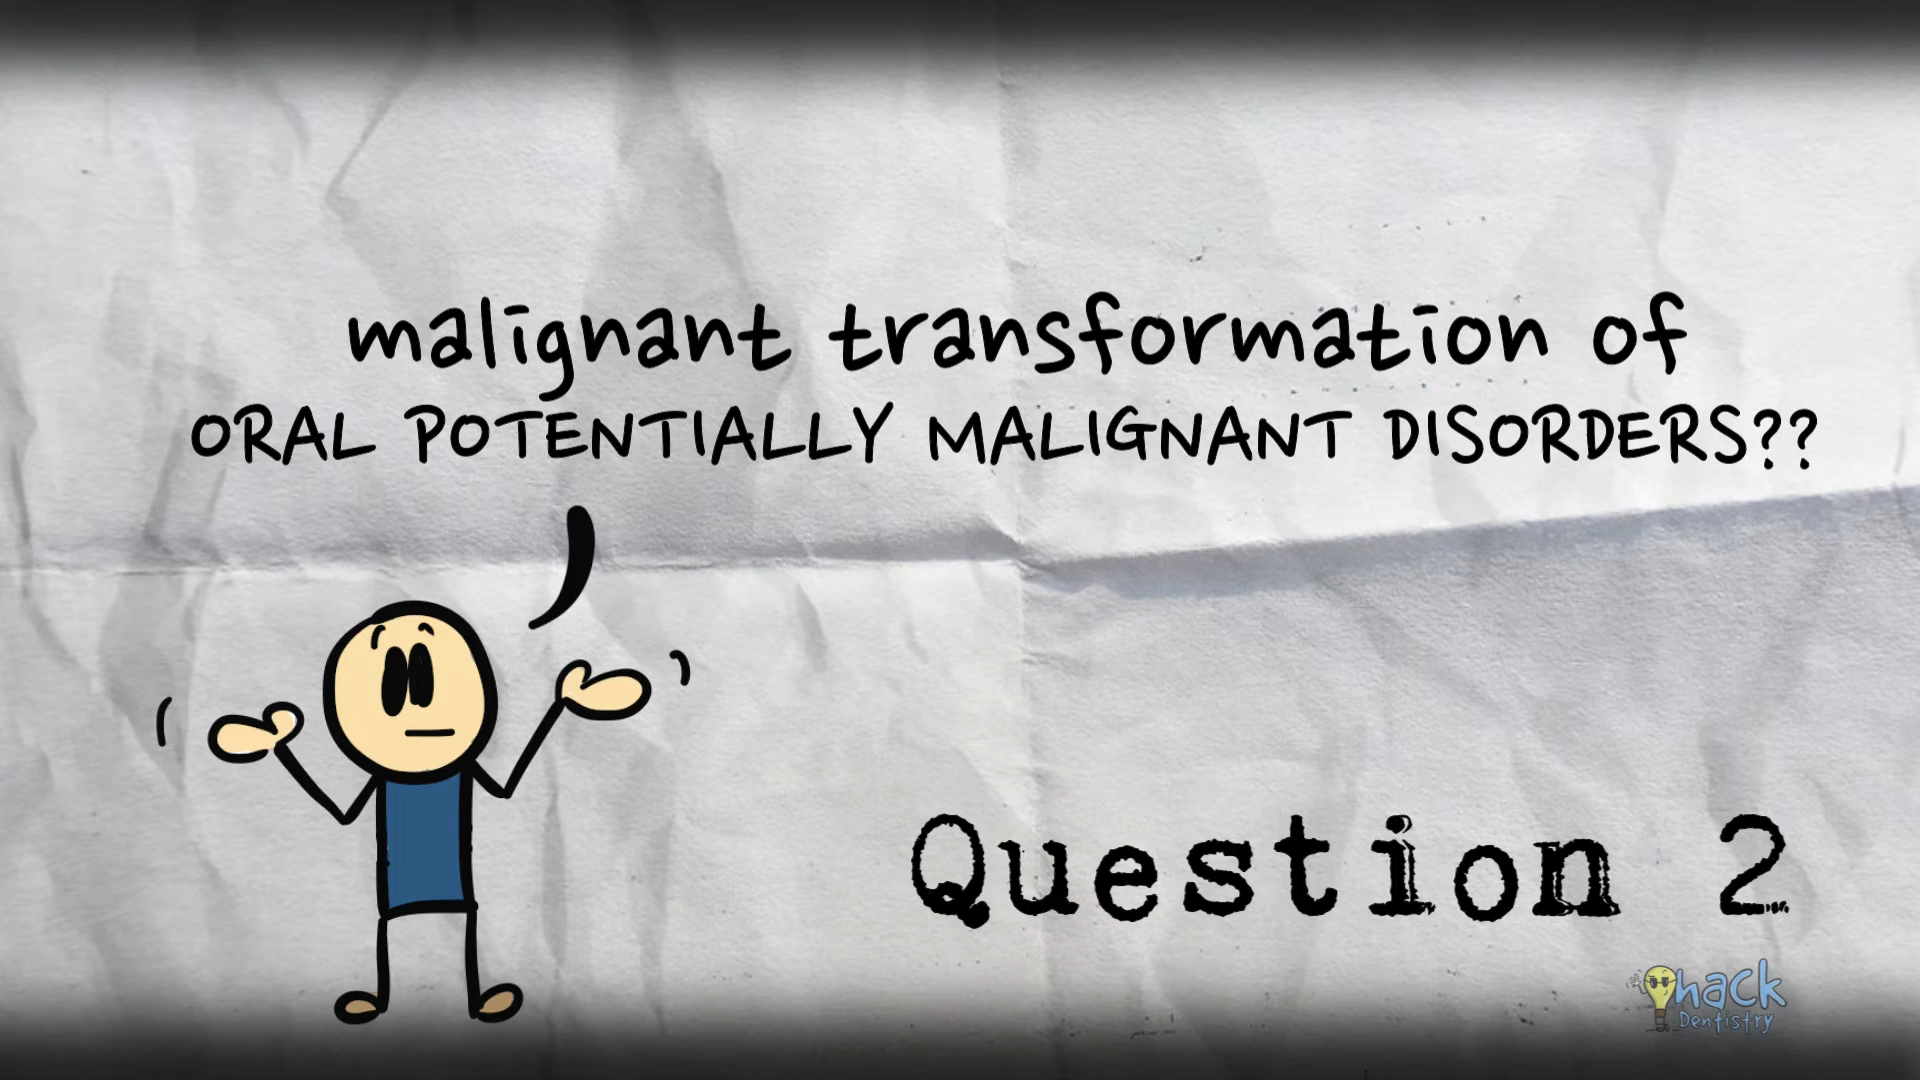 malignant transformation of
ORAL POTENTIALLY MALIGNANT DISORDERS??
Question 2
hack
Dentistry